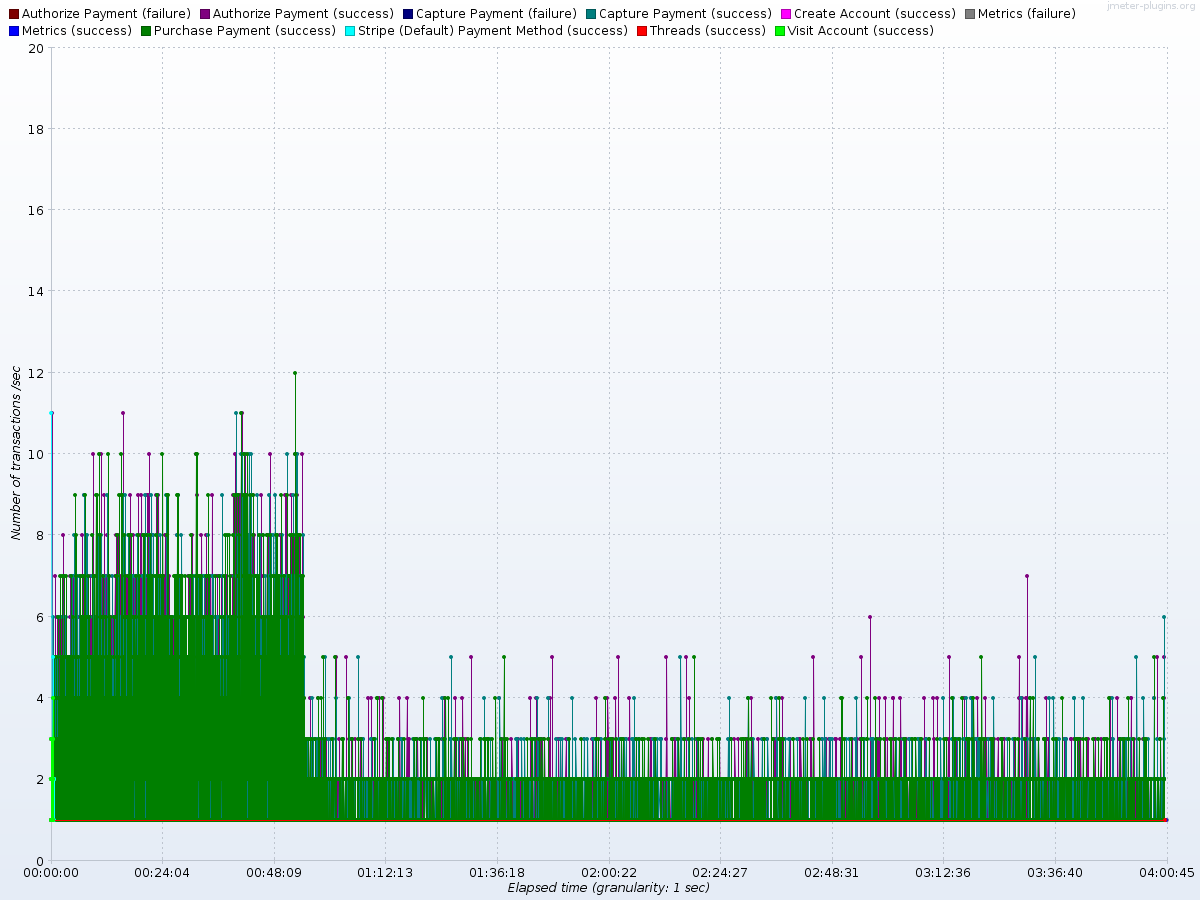 Authorize Payment (failure) Authorize Payment (success) Capture Payment (failure) Capture Payment (success) Create Account (success) Metrics (failure)
jmeter-plugins.org
Metrics (success) Purchase Payment (success) Stripe (Default) Payment Method (success) Threads (success) Visit Account (success)
20
18
16
14
12
10
8
6
4
2
0
Number of transactions /sec
00:00:00 00:24:04 00:48:09 01:12:13 01:36:18 02:00:22 02:24:27 02:48:31 03:12:36 03:36:40 04:00:45
Elapsed time (granularity: 1 sec)